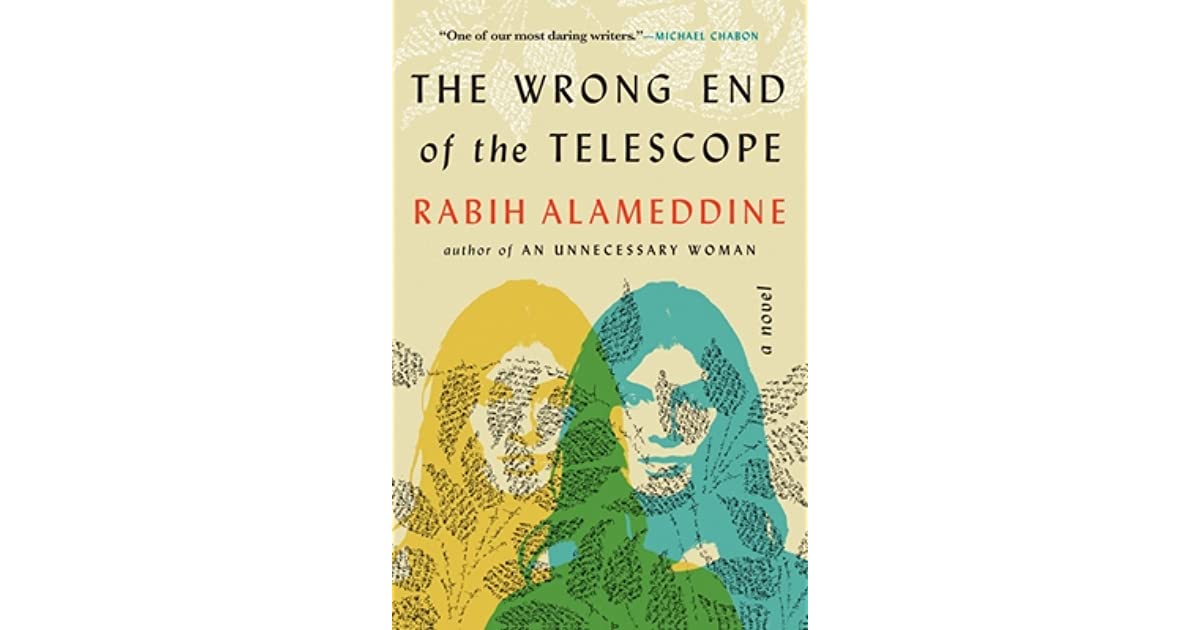 “One of our most daring writers.”—MICHAEL CHABON
THE WRONG END
of the TELESCOPE
RABIH ALAMEDDINE
author of AN UNNECESSARY WOMAN
a novel